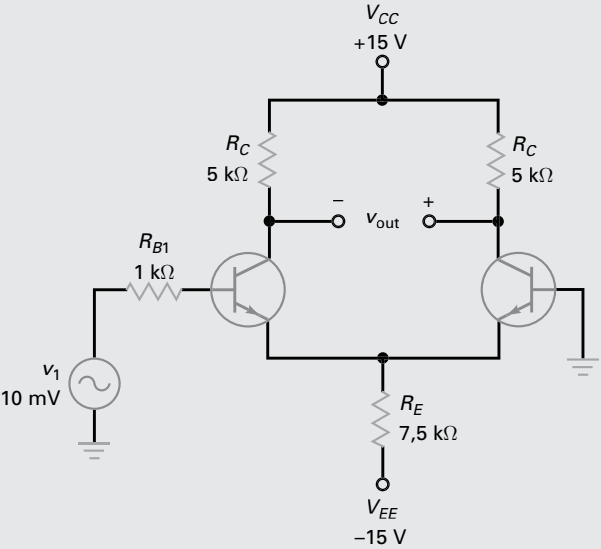 VCC
+15 V
RC
5 kΩ
RC
5 kΩ
–
vout
+
RB1
1 kΩ
v1
10 mV
RE
7,5 kΩ
VEE
–15 V